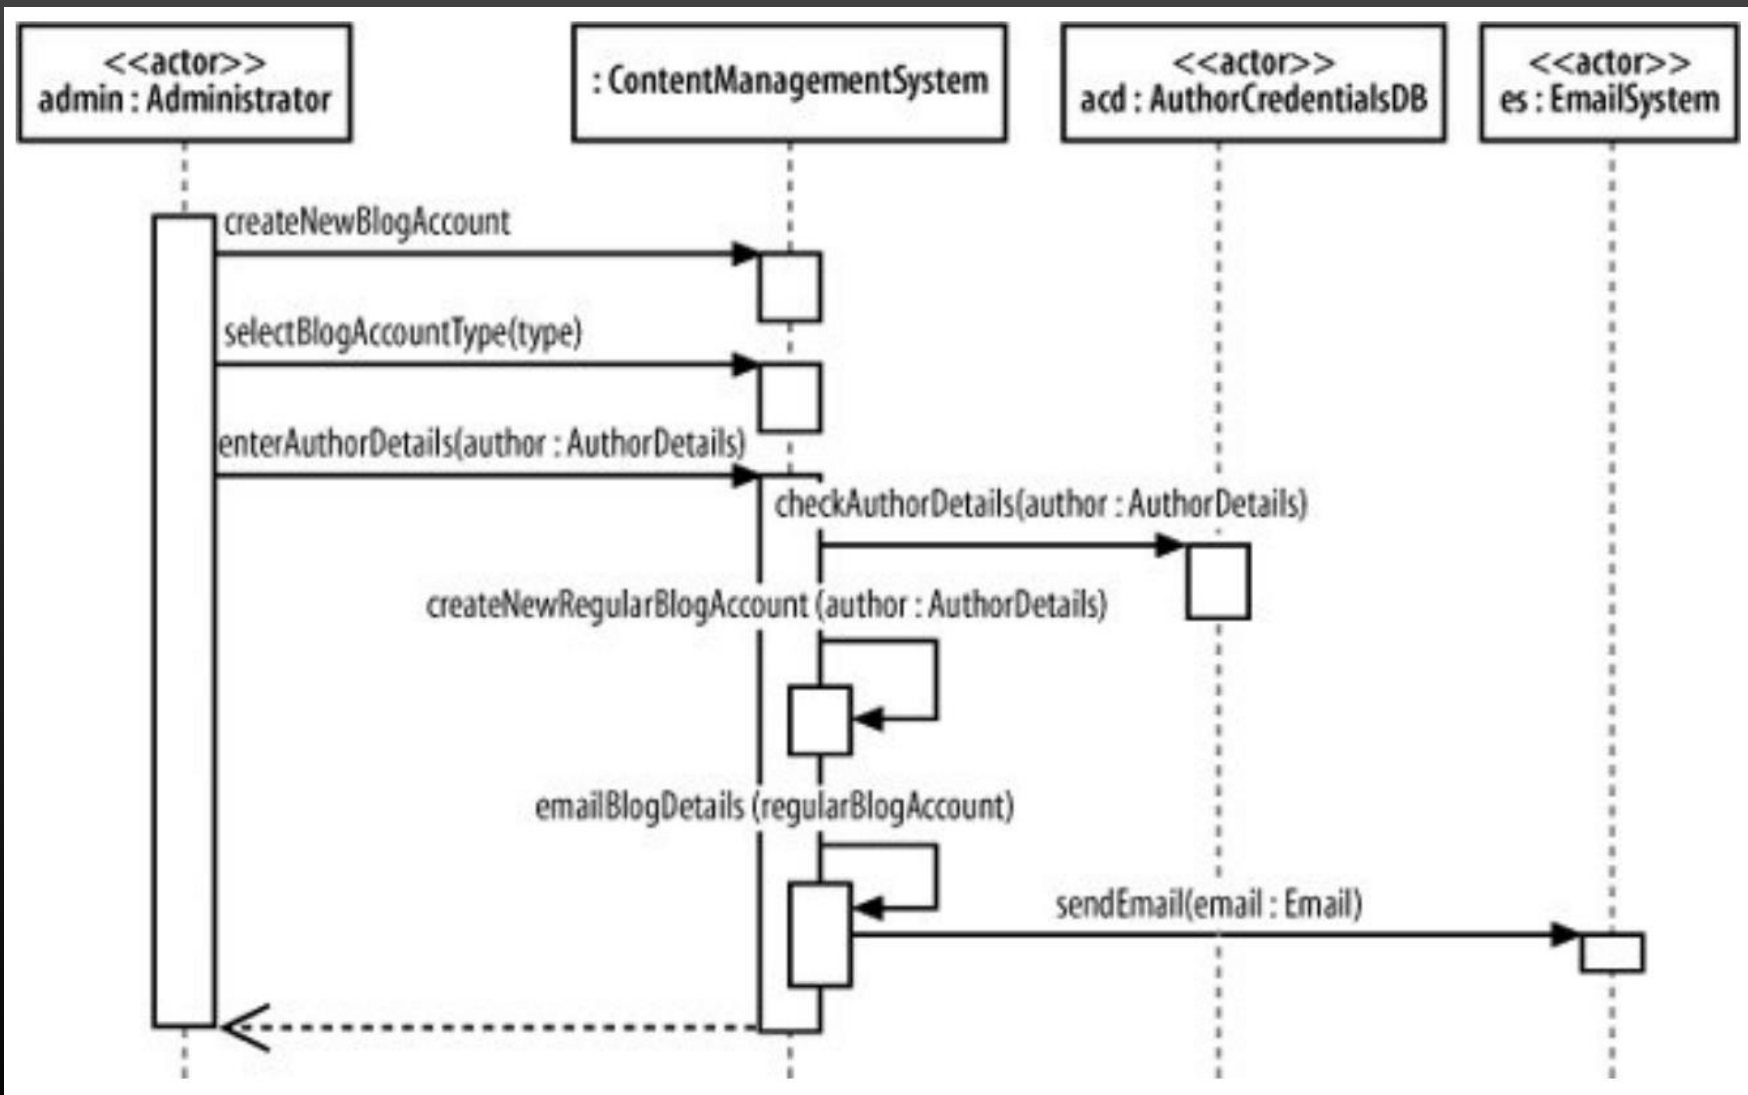 <<actor>>
admin : Administrator
: ContentManagementSystem
<<actor>>
acd : AuthorCredentialsDB
<<actor>>
es : EmailSystem
createNewBlogAccount
selectBlogAccountType(type)
enterAuthorDetails(author : AuthorDetails)
checkAuthorDetails(author : AuthorDetails)
createNewRegularBlogAccount (author : AuthorDetails)
emailBlogDetails (regularBlogAccount)
sendEmail(email : Email)